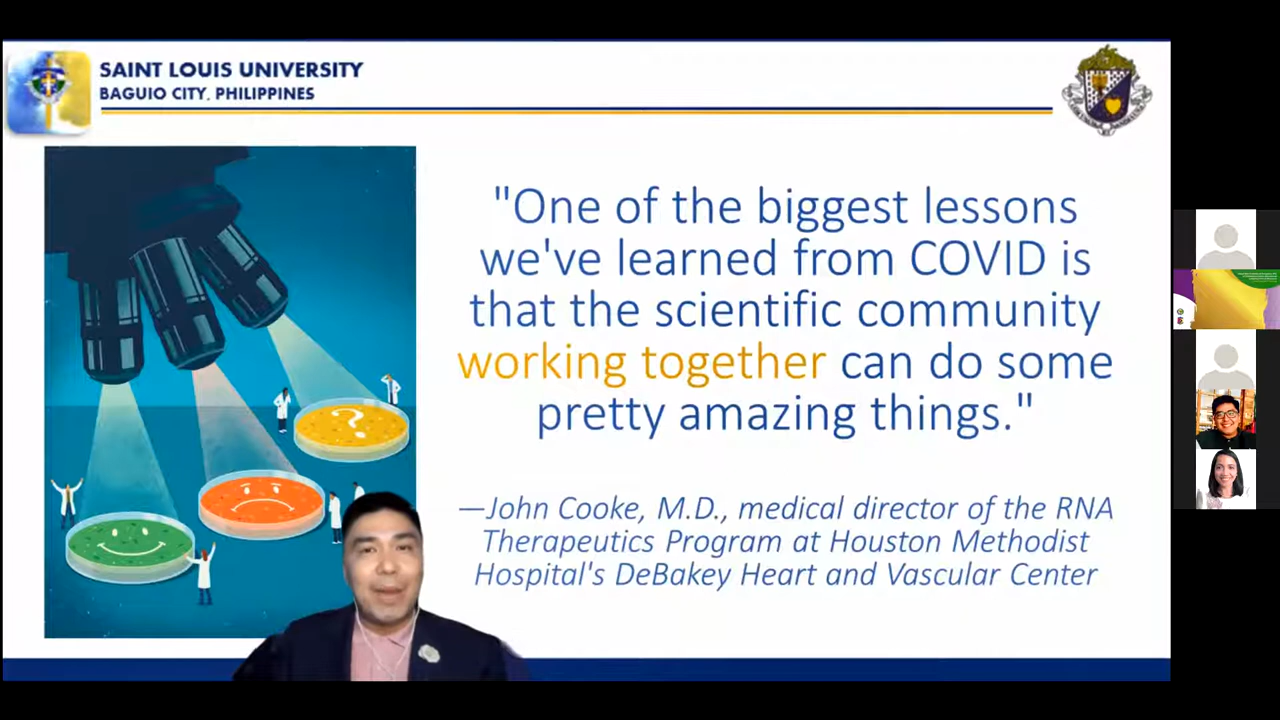 SAINT LOUIS UNIVERSITY
BAGUIO CITY, PHILIPPINES
"One of the biggest lessons
we've learned from COVID is
that the scientific community
working together can do some
pretty amazing things."
—John Cooke, M.D., medical director of the RNA
Therapeutics Program at Houston Methodist
Hospital's DeBakey Heart and Vascular Center
?